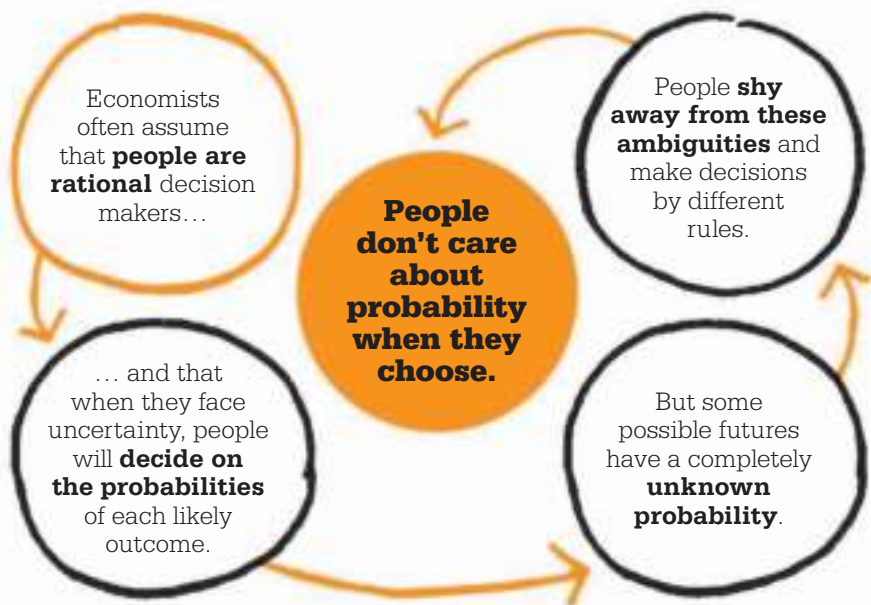 Economists
often assume
that people are
rational decision
makers…
… and that
when they face
uncertainty, people
will decide on
the probabilities
of each likely
outcome.
But some
possible futures
have a completely
unknown
probability.
People shy
away from these
ambiguities and
make decisions
by different
rules.
People
don't care
about
probability
when they
choose.